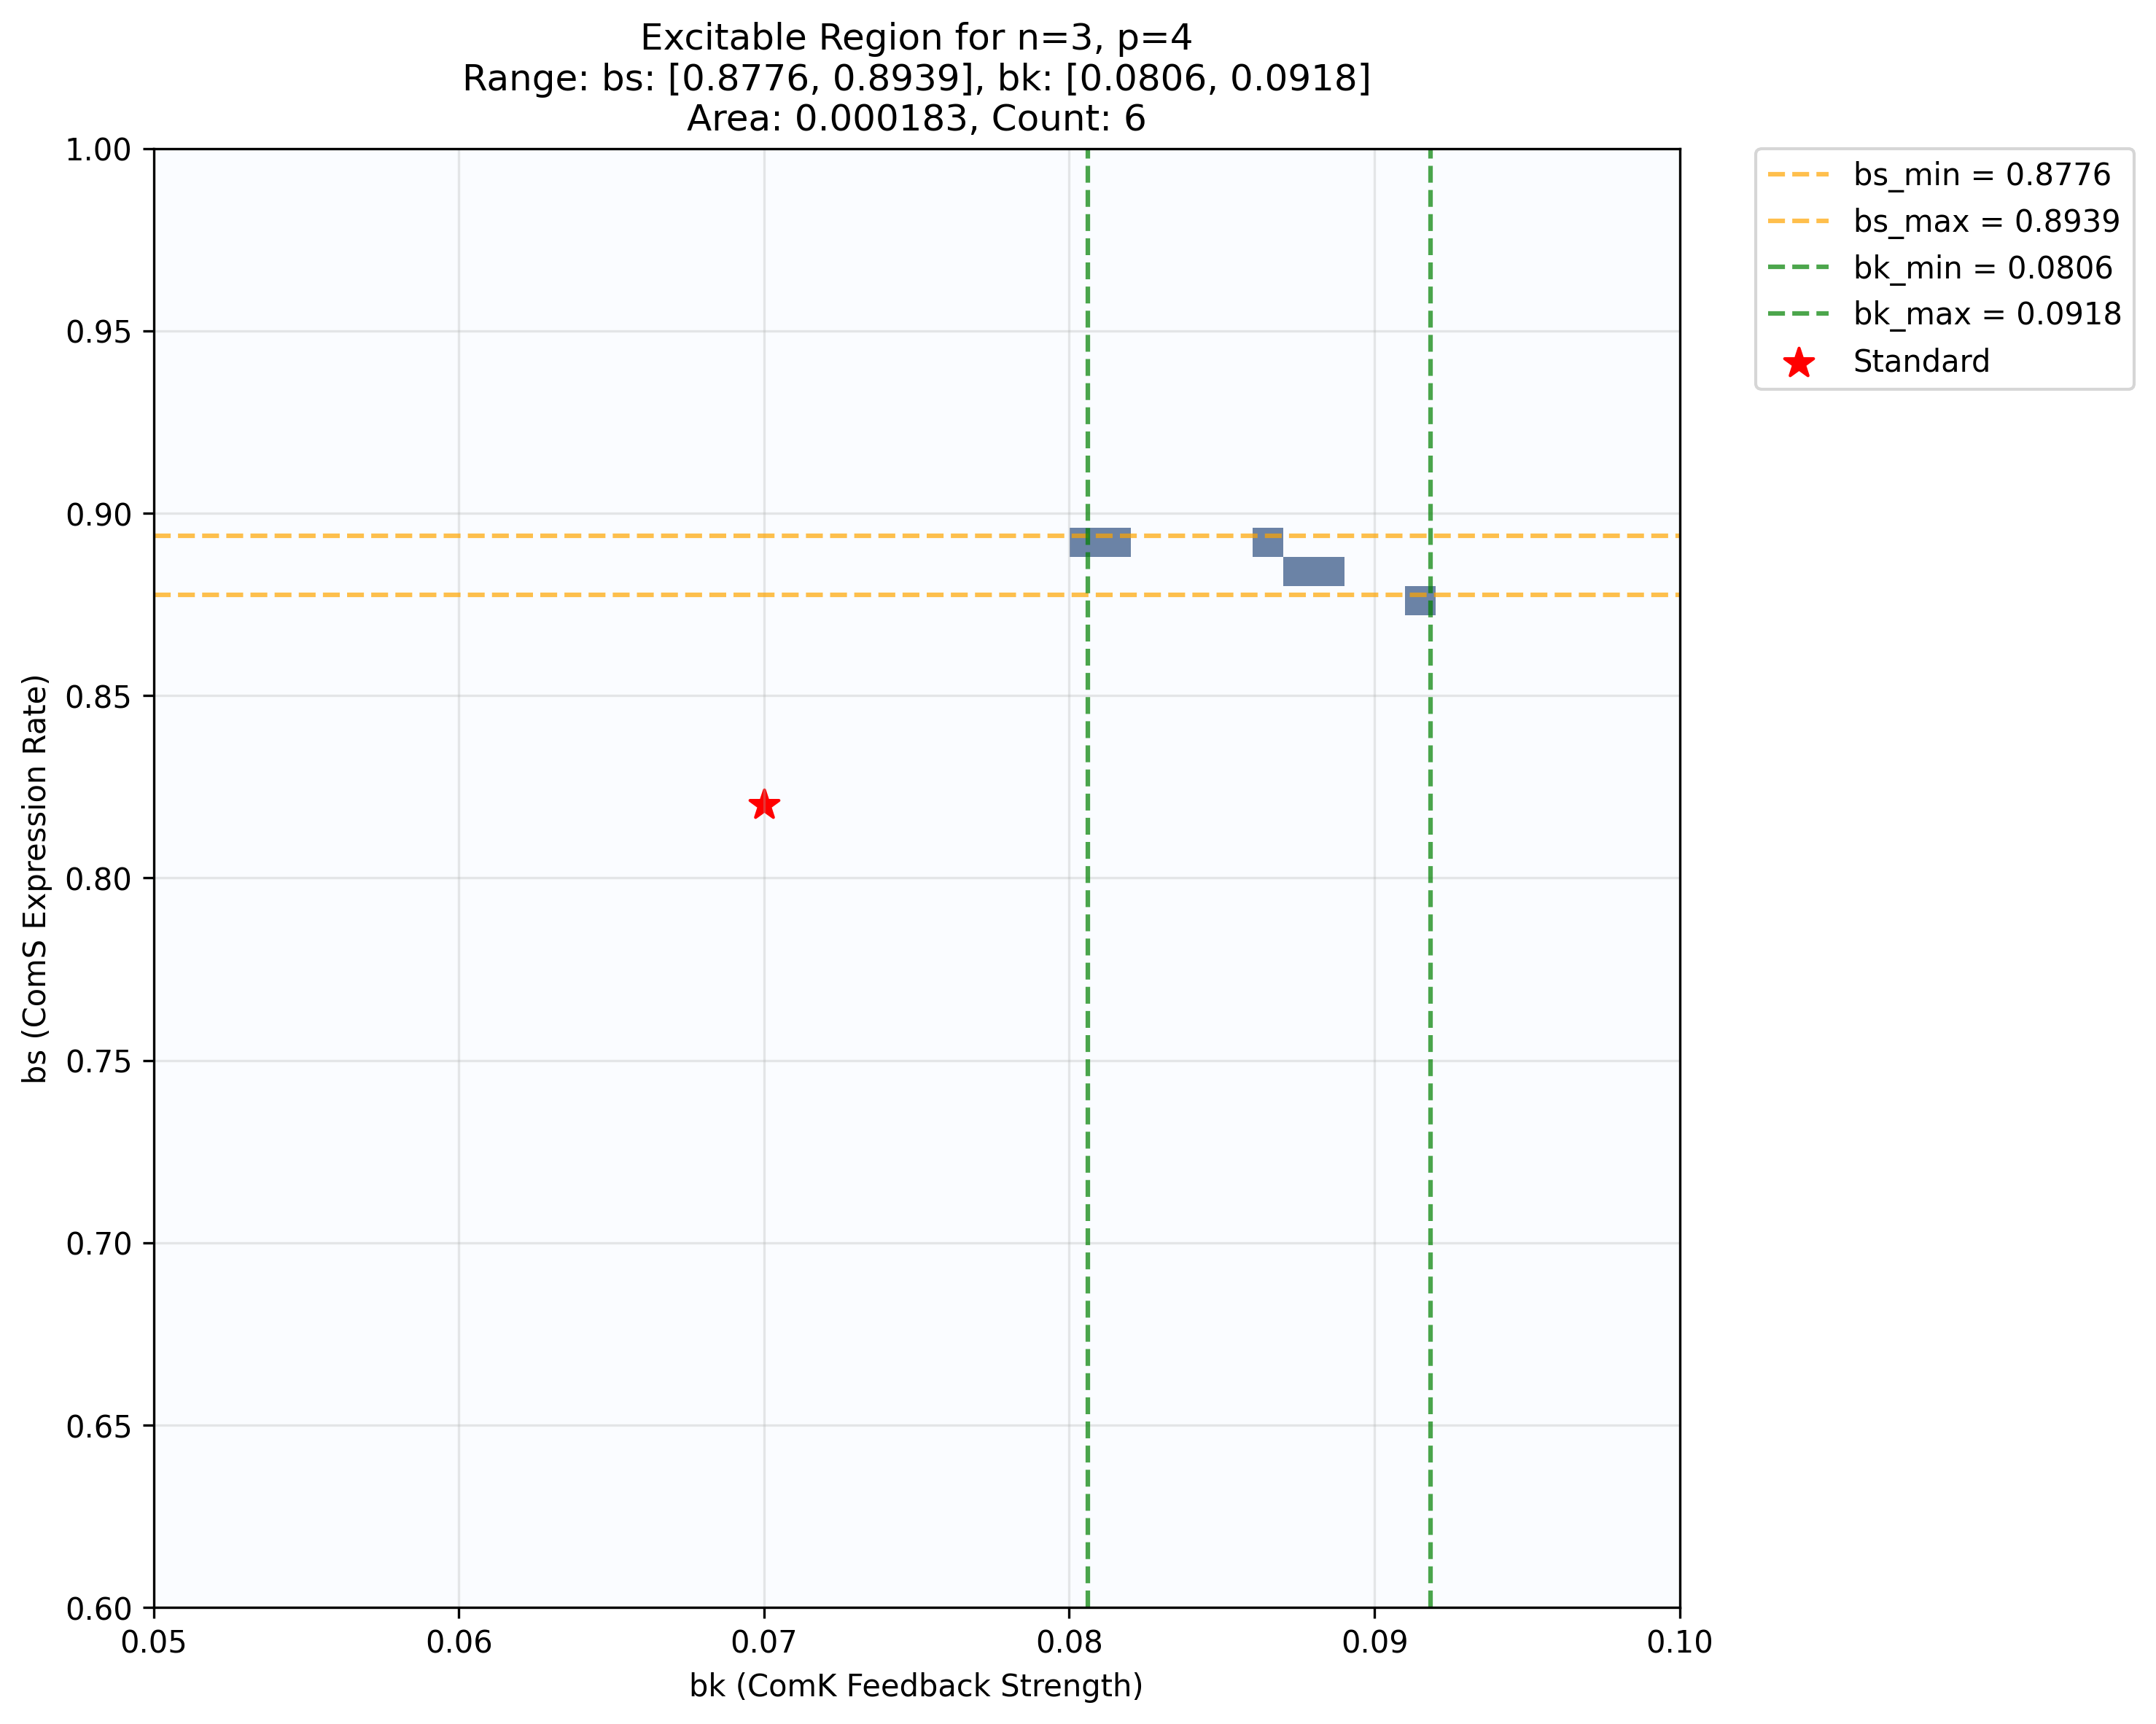 Excitable Region for n=3, p=4
Range: bs: [0.8776, 0.8939], bk: [0.0806, 0.0918]
Area: 0.000183, Count: 6
1.00
0.95
0.90
0.85
0.80
0.75
0.70
0.65
0.60
bs (ComS Expression Rate)
0.05
0.06
0.07
0.08
0.09
0.10
bk (ComK Feedback Strength)
bs_min = 0.8776
bs_max = 0.8939
bk_min = 0.0806
bk_max = 0.0918
Standard